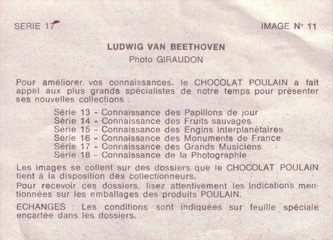 SERIE 17
IMAGE N° 11
LUDWIG VAN BEETHOVEN
Photo GIRAUDON
Pour améliorer vos connaissances, le CHOCOLAT POULAIN a fait
appel aux plus grands spécialistes de notre temps pour présenter
ses nouvelles collections :
Série 13 - Connaissance des Papillons de jour
Série 14 - Connaissance des Fruits sauvages
Série 15 - Connaissance des Engins interplanétaires
Série 16 - Connaissance des Monuments de France
Série 17 - Connaissance des Grands Musiciens
Série 18 - Connaissance de la Photographie
Les images se collent sur des dossiers que le CHOCOLAT POULAIN
tient à la disposition des collectionneurs.
Pour recevoir ces dossiers, lisez attentivement les indications men-
tionnées sur les emballages des produits POULAIN.
ECHANGES : Les conditions sont indiquées sur feuille spéciale
encartée dans les dossiers.